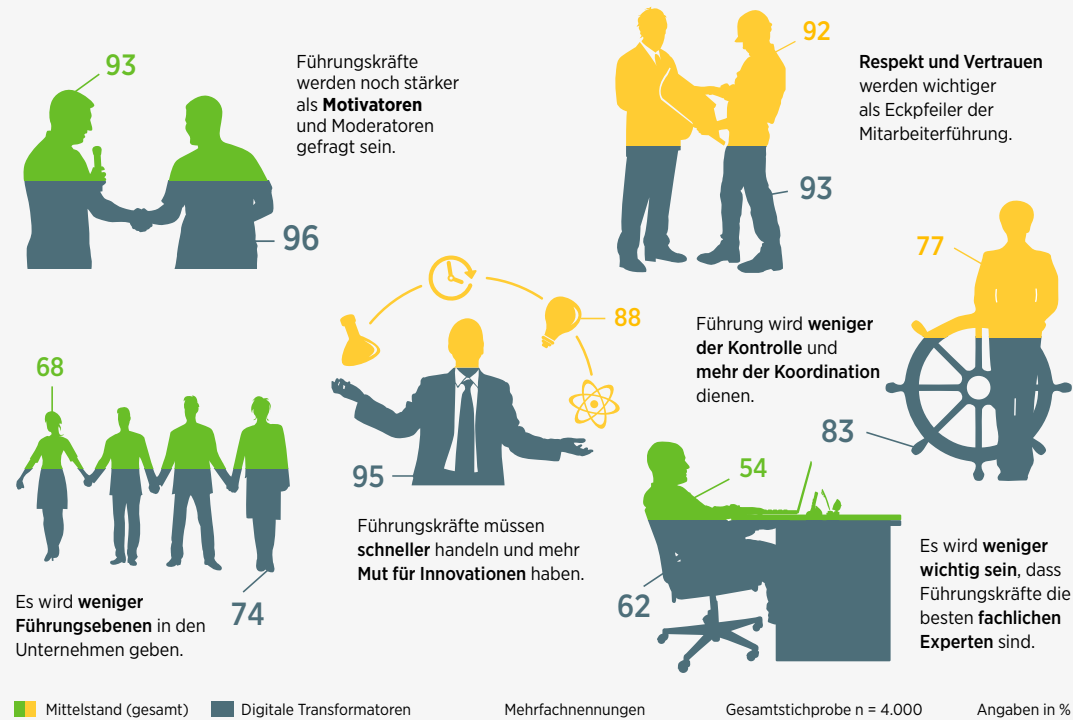 93
Führungskräfte
werden noch stärker
als Motivatoren
und Moderatoren
gefragt sein.
96
92
Respekt und Vertrauen
werden wichtiger
als Eckpfeiler der
Mitarbeiterführung.
93
68
Es wird weniger
Führungsebenen in den
Unternehmen geben.
74
88
95
Führungskräfte müssen
schneller handeln und mehr
Mut für Innovationen haben.
77
Führung wird weniger
der Kontrolle und
mehr der Koordination
dienen.
83
54
62
Es wird weniger
wichtig sein, dass
Führungskräfte die
besten fachlichen
Experten sind.
Mittelstand (gesamt) Digitale Transformatoren Mehrfachnennungen Gesamtstichprobe n = 4.000 Angaben in %